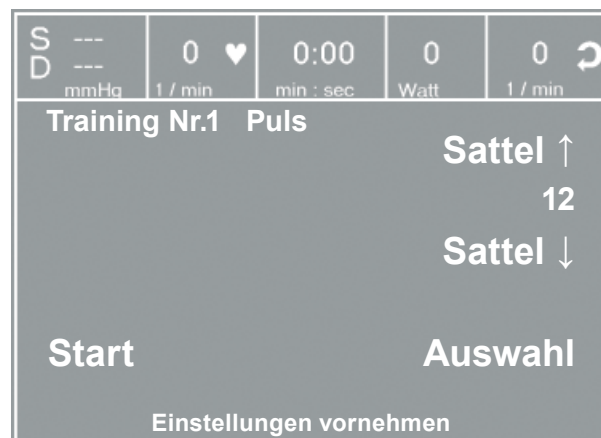 S --- 0 ♥ 0:00 0 0
D ---
mmHg 1 / min min : sec Watt 1 / min
Training Nr.1 Puls
Sattel ↑
12
Sattel ↓
Start Auswahl
Einstellungen vornehmen